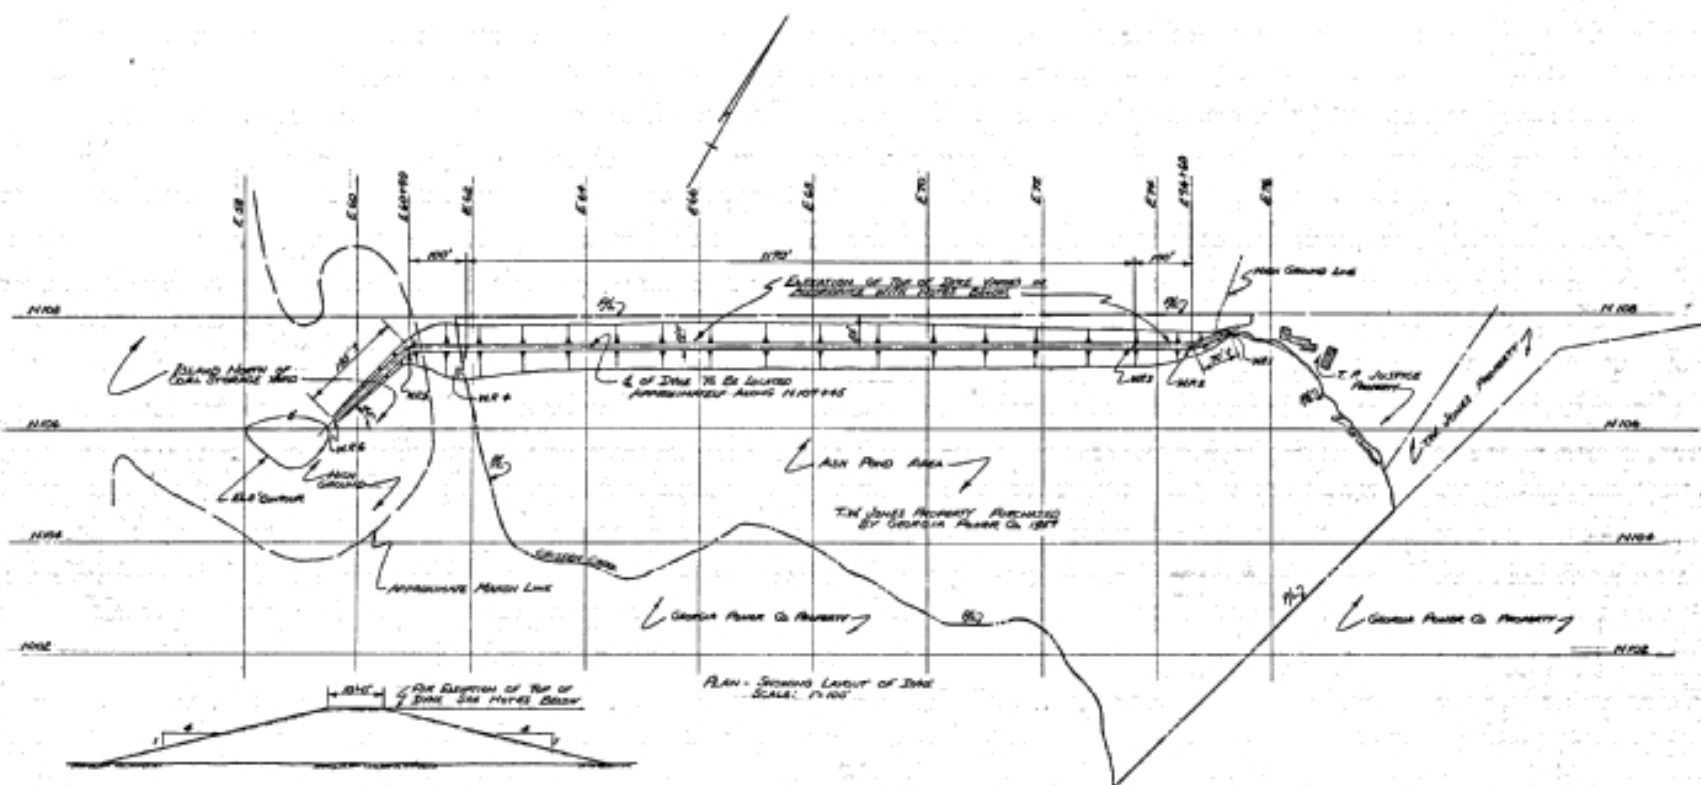 E 58
E 60
E 60+90
E 62
E 64
E 66
E 68
E 70
E 72
E 74
E 74+60
E 76
100'
1170'
100'
ELEVATION OF TOP OF DIKE VARIES IN
ACCORDANCE WITH NOTES BELOW
HIGH GROUND LINE
N 108
N 108
ISLAND NORTH OF
COAL STORAGE YARD
℄ OF DIKE TO BE LOCATED
APPROXIMATELY ALONG N 107+45
W.P. 4
W.P.3
W.P.2
W.P.1
T. P. JUSTICE
PROPERTY
T.W. JONES PROPERTY
N 106
N 106
W.P.6
HIGH
GROUND
CONTOUR
ASH POND AREA
T.W. JONES PROPERTY PURCHASED
BY GEORGIA POWER CO.
N 104
N 104
APPROXIMATE MARSH LINE
GEORGIA POWER CO. PROPERTY
GEORGIA POWER CO. PROPERTY
N 102
N 102
PLAN - SHOWING LAYOUT OF DIKE
SCALE: 1"=100'
FOR ELEVATION OF TOP OF
DIKE SEE NOTES BELOW
4
1
4
1